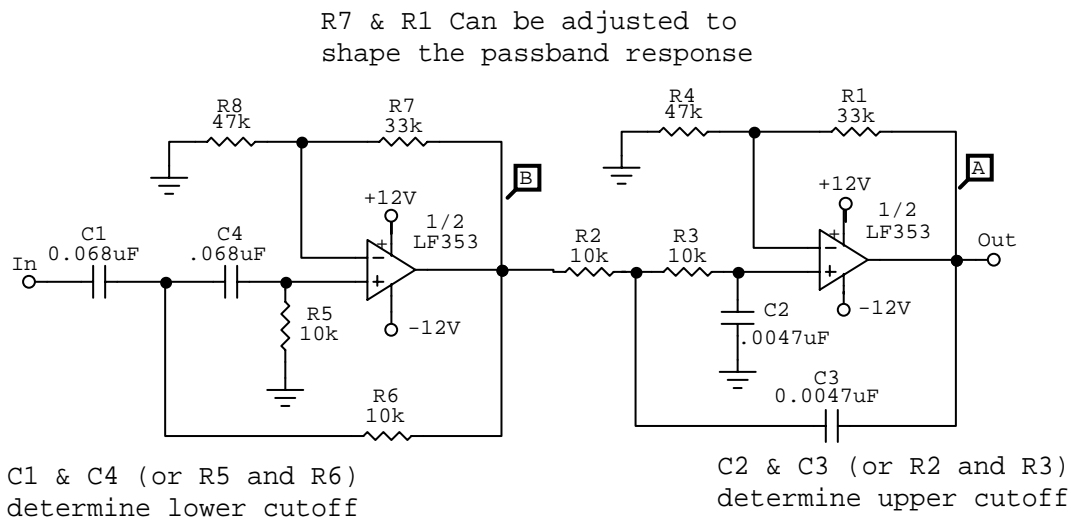 R7 & R1 Can be adjusted to
shape the passband response
R8
47k
R7
33k
R4
47k
R1
33k
B
A
+12V
1/2
LF353
+12V
1/2
LF353
C1
0.068uF
C4
.068uF
In
R2
10k
R3
10k
Out
R5
10k
-12V
C2
.0047uF
-12V
R6
10k
C3
0.0047uF
C1 & C4 (or R5 and R6)
determine lower cutoff
C2 & C3 (or R2 and R3)
determine upper cutoff